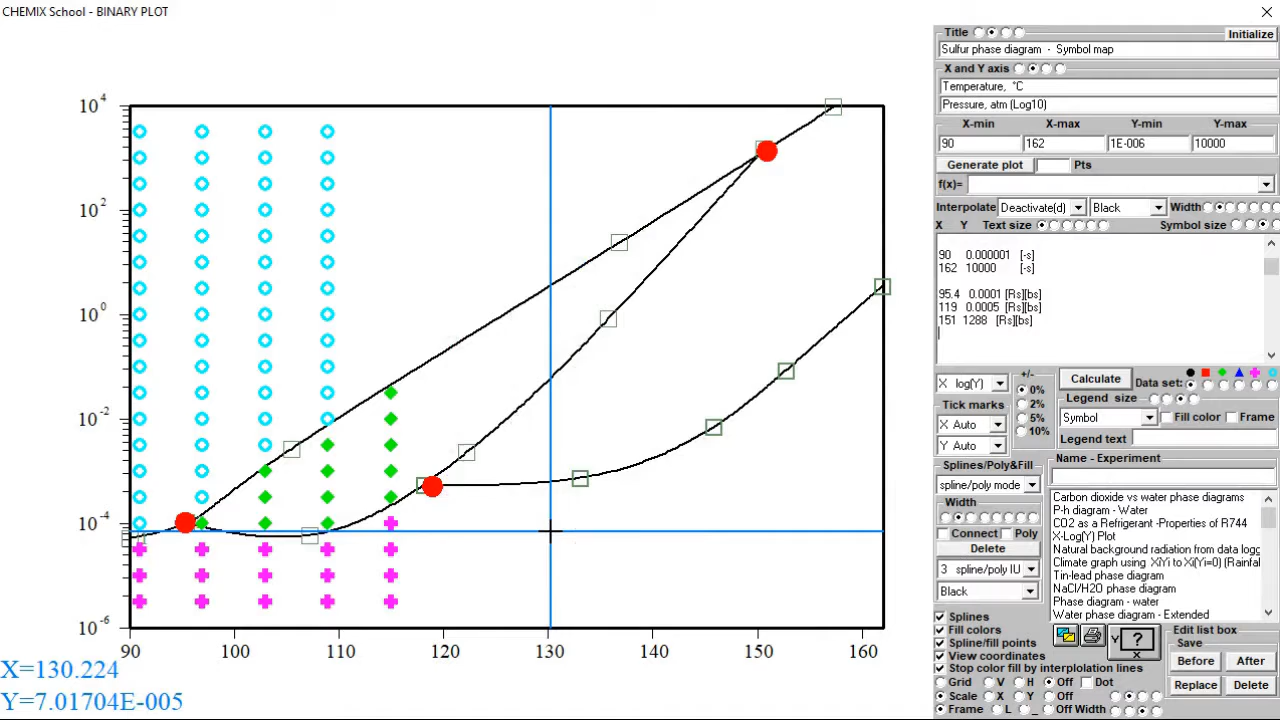 CHEMIX School - BINARY PLOT
10^4
10^2
10^0
10^-2
10^-4
10^-6
90 100 110 120 130 140 150 160
X=130.224
Y=7.01704E-005
Title
Initialize
Sulfur phase diagram - Symbol map
X and Y axis
Temperature, °C
Pressure, atm (Log10)
X-min X-max Y-min Y-max
90 162 1E-006 10000
Generate plot Pts
f(x)=
Interpolate Deactivate[d] Black Width
X Y Text size Symbol size
90 0.000001 [-s]
162 10000 [-s]
95.4 0.0001 [Rs][bs]
119 0.0005 [Rs][bs]
151 1288 [Rs][bs]
X log(Y)
+/-
0%
2%
5%
10%
Tick marks
X Auto
Y Auto
Calculate
Data set:
Legend size
Symbol Fill color Frame
Legend text
Splines/Poly&Fill
spline/poly mode
Width
Connect Poly
Delete
3 spline/poly IU
Black
Name - Experiment
Carbon dioxide vs water phase diagrams
P-h diagram - Water
CO2 as a Refrigerant -Properties of R744
X-Log(Y) Plot
Natural background radiation from data logg
Climate graph using XiYi to Xi(Yi=0) (Rainfal
Tin-lead phase diagram
NaCl/H2O phase diagram
Phase diagram - water
Water phase diagram - Extended
Splines
Fill colors
Spline/fill points
View coordinates
Stop color fill by interplolation lines
Grid V H Off Dot
Scale X Y Off
Frame L _ Off Width
Y ? X
Edit list box
Save
Before After
Replace Delete